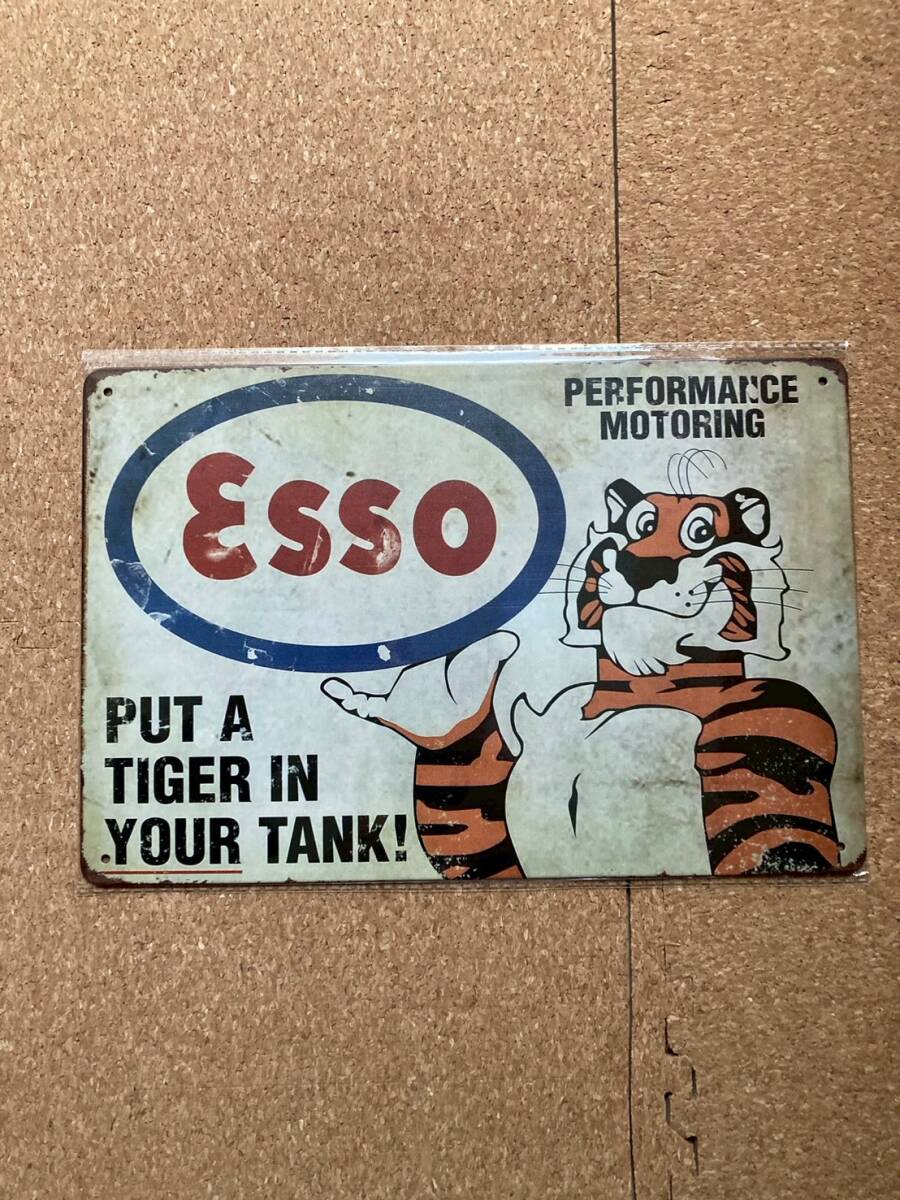 Esso
PERFORMANCE
MOTORING
PUT A
TIGER IN
YOUR TANK!